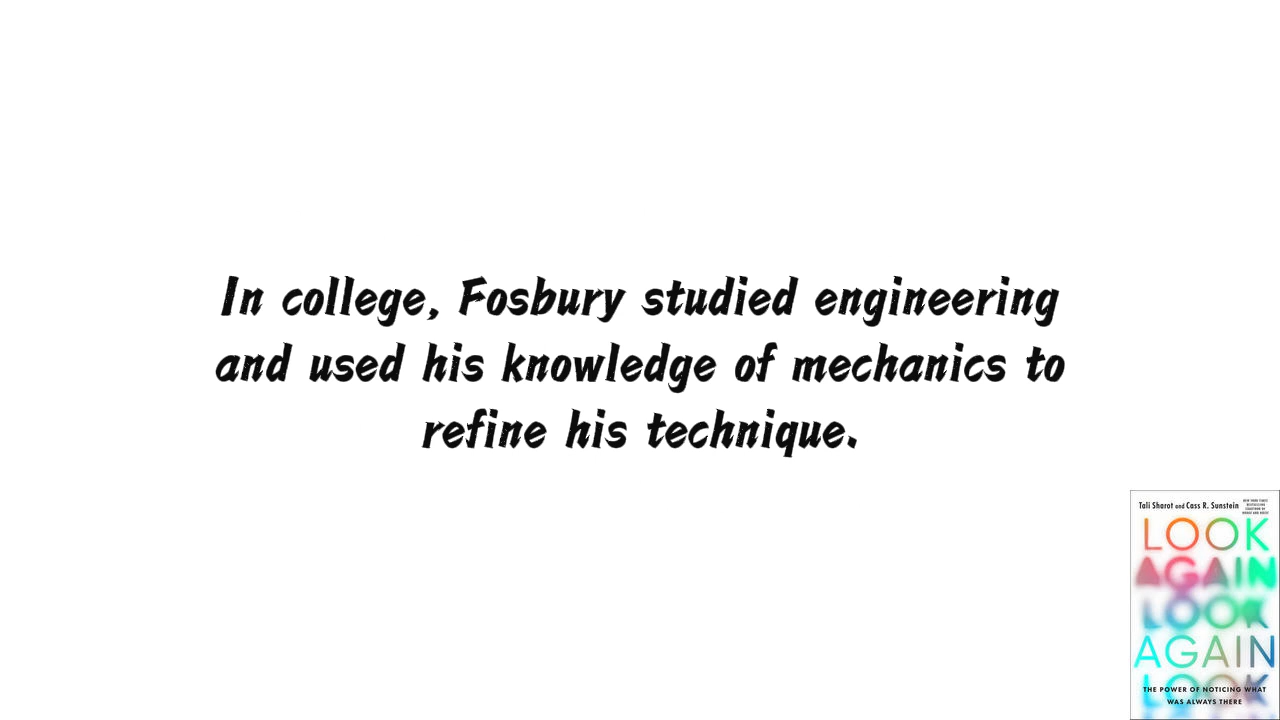 In college, Fosbury studied engineering
and used his knowledge of mechanics to
refine his technique.
Tali Sharot and Cass R. Sunstein
LOOK
AGAIN
LOOK
AGAIN
LOOK
THE POWER OF NOTICING WHAT
WAS ALWAYS THERE